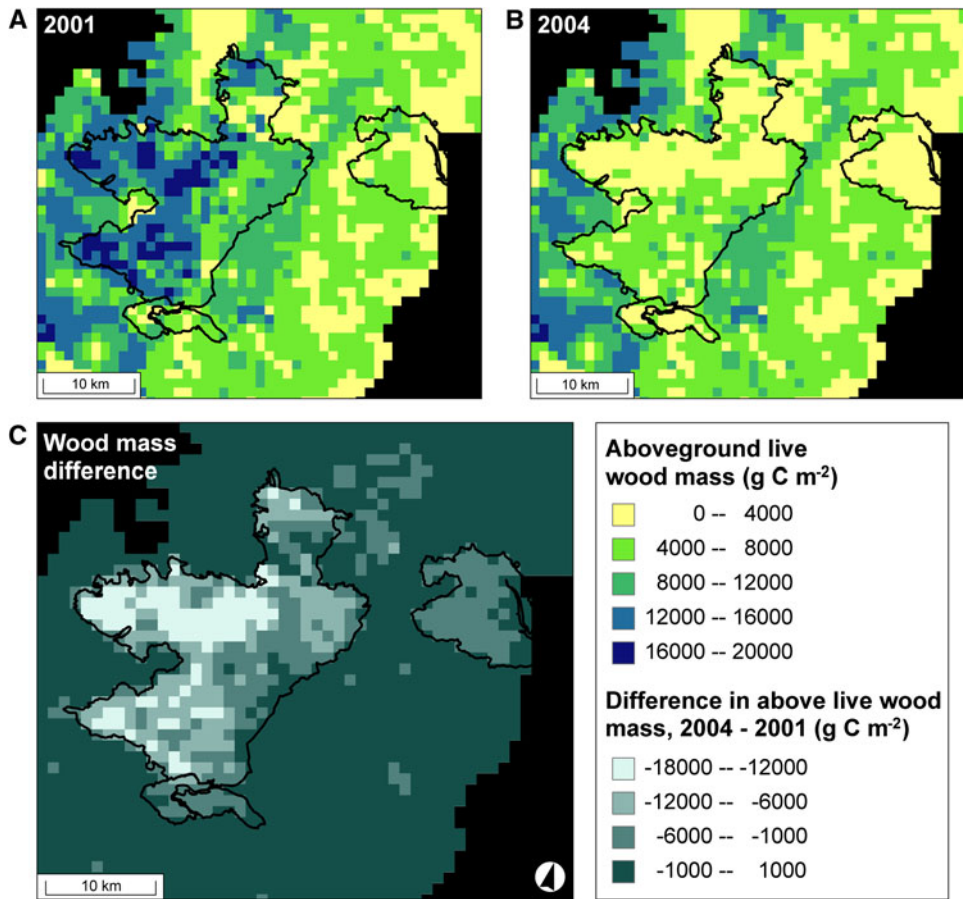 A
2001
10 km
B
2004
10 km
C
Wood mass
difference
10 km
Aboveground live
wood mass (g C m⁻²)
0 -- 4000
4000 -- 8000
8000 -- 12000
12000 -- 16000
16000 -- 20000
Difference in above live wood
mass, 2004 - 2001 (g C m⁻²)
-18000 -- -12000
-12000 -- -6000
-6000 -- -1000
-1000 -- 1000